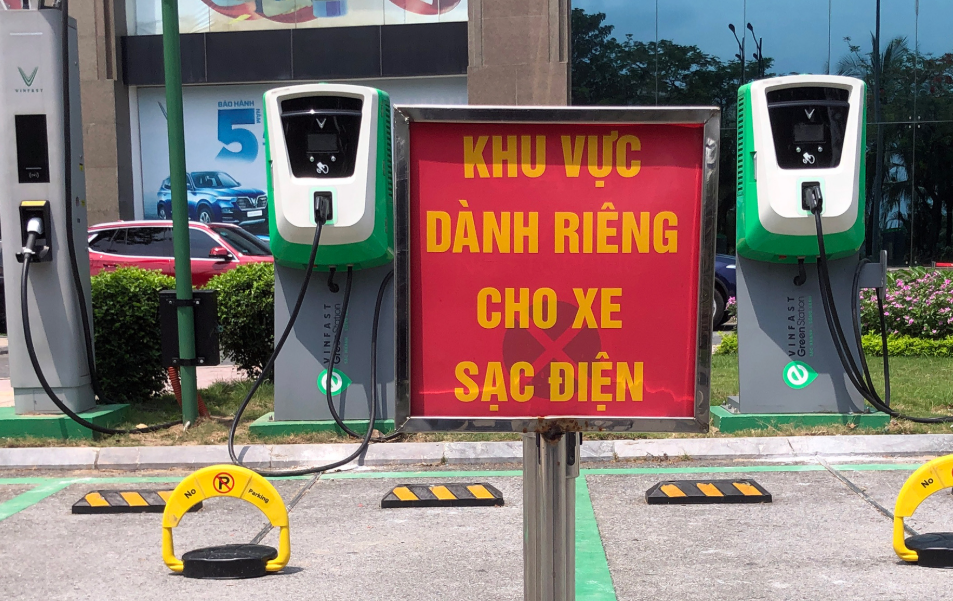 VINFAST
BẢO HÀNH
5
KHU VỰC
DÀNH RIÊNG
CHO XE
SẠC ĐIỆN
VINFAST
Green Station
e
VINFAST
Green Station
e
No P Parking
No